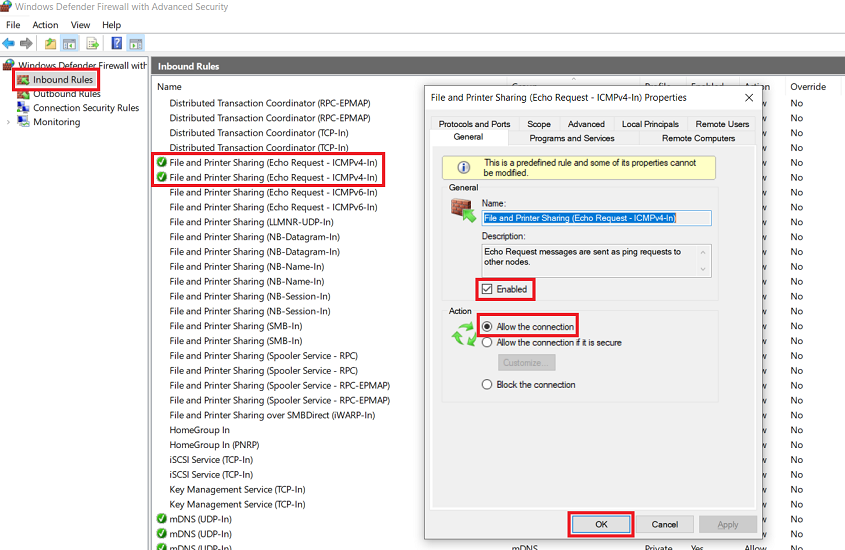 Windows Defender Firewall with Advanced Security
File Action View Help
Windows Defender Firewall with
Inbound Rules
Outbound Rules
Connection Security Rules
Monitoring
Inbound Rules
Name
Override
Distributed Transaction Coordinator (RPC-EPMAP)
No
Distributed Transaction Coordinator (RPC-EPMAP)
No
Distributed Transaction Coordinator (TCP-In)
No
Distributed Transaction Coordinator (TCP-In)
No
File and Printer Sharing (Echo Request - ICMPv4-In)
No
File and Printer Sharing (Echo Request - ICMPv4-In)
No
File and Printer Sharing (Echo Request - ICMPv6-In)
No
File and Printer Sharing (Echo Request - ICMPv6-In)
No
File and Printer Sharing (LLMNR-UDP-In)
No
File and Printer Sharing (NB-Datagram-In)
No
File and Printer Sharing (NB-Datagram-In)
No
File and Printer Sharing (NB-Name-In)
No
File and Printer Sharing (NB-Name-In)
No
File and Printer Sharing (NB-Session-In)
No
File and Printer Sharing (NB-Session-In)
No
File and Printer Sharing (SMB-In)
No
File and Printer Sharing (SMB-In)
No
File and Printer Sharing (Spooler Service - RPC)
No
File and Printer Sharing (Spooler Service - RPC)
No
File and Printer Sharing (Spooler Service - RPC-EPMAP)
No
File and Printer Sharing (Spooler Service - RPC-EPMAP)
No
File and Printer Sharing over SMBDirect (iWARP-In)
No
HomeGroup In
No
HomeGroup In (PNRP)
No
iSCSI Service (TCP-In)
No
iSCSI Service (TCP-In)
No
Key Management Service (TCP-In)
No
Key Management Service (TCP-In)
No
mDNS (UDP-In)
No
mDNS (UDP-In)
No
mDNS (UDP-In)
mDNS Private Yes Allow No
File and Printer Sharing (Echo Request - ICMPv4-In) Properties
Protocols and Ports Scope Advanced Local Principals Remote Users
General Programs and Services Remote Computers
This is a predefined rule and some of its properties cannot
be modified.
General
Name:
File and Printer Sharing (Echo Request - ICMPv4-In)
Description:
Echo Request messages are sent as ping requests to
other nodes.
Enabled
Action
Allow the connection
Allow the connection if it is secure
Customize...
Block the connection
OK Cancel Apply